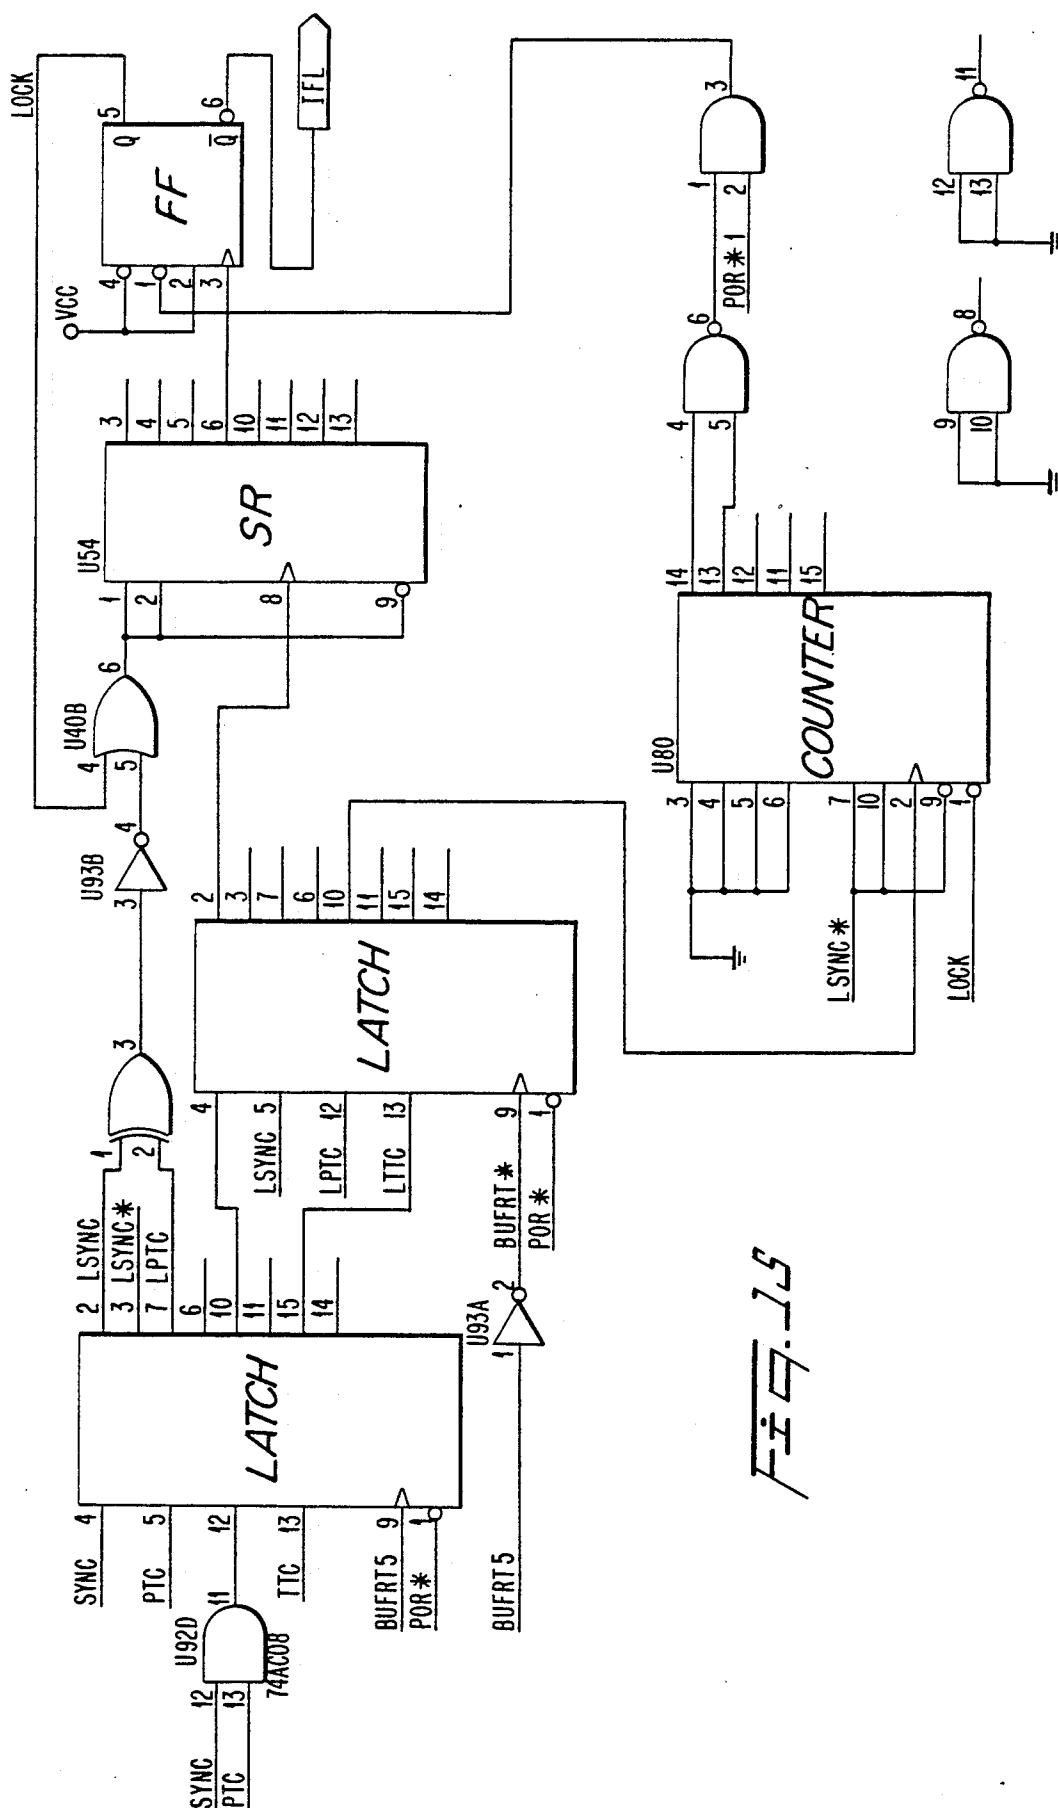 LOCK
5
Q
6
Q̅
FF
IFL
4
1
2
3
VCC
3
4
5
6
10
11
12
13
SR
U54
1
2
8
9
6
U40B
4
5
4
U93B
3
3
1
2
2 LSYNC
3 LSYNC*
7 LPTC
6
10
11
15
14
LATCH
SYNC 4
PTC 5
12
TTC 13
BUFRT5 9
POR* 1
U92D
11
74AC08
SYNC 12
PTC 13
2
3
7
6
10
11
15
14
LATCH
4
LSYNC 5
LPTC 12
LTTC 13
BUFRT* 9
POR* 1
U93A
2
1
BUFRT5
3
1
2
POR*1
6
4
5
14
13
12
11
15
COUNTER
U80
3
4
5
6
7
10
2
9
1
LSYNC*
LOCK
11
12
13
8
9
10
Fig. 15